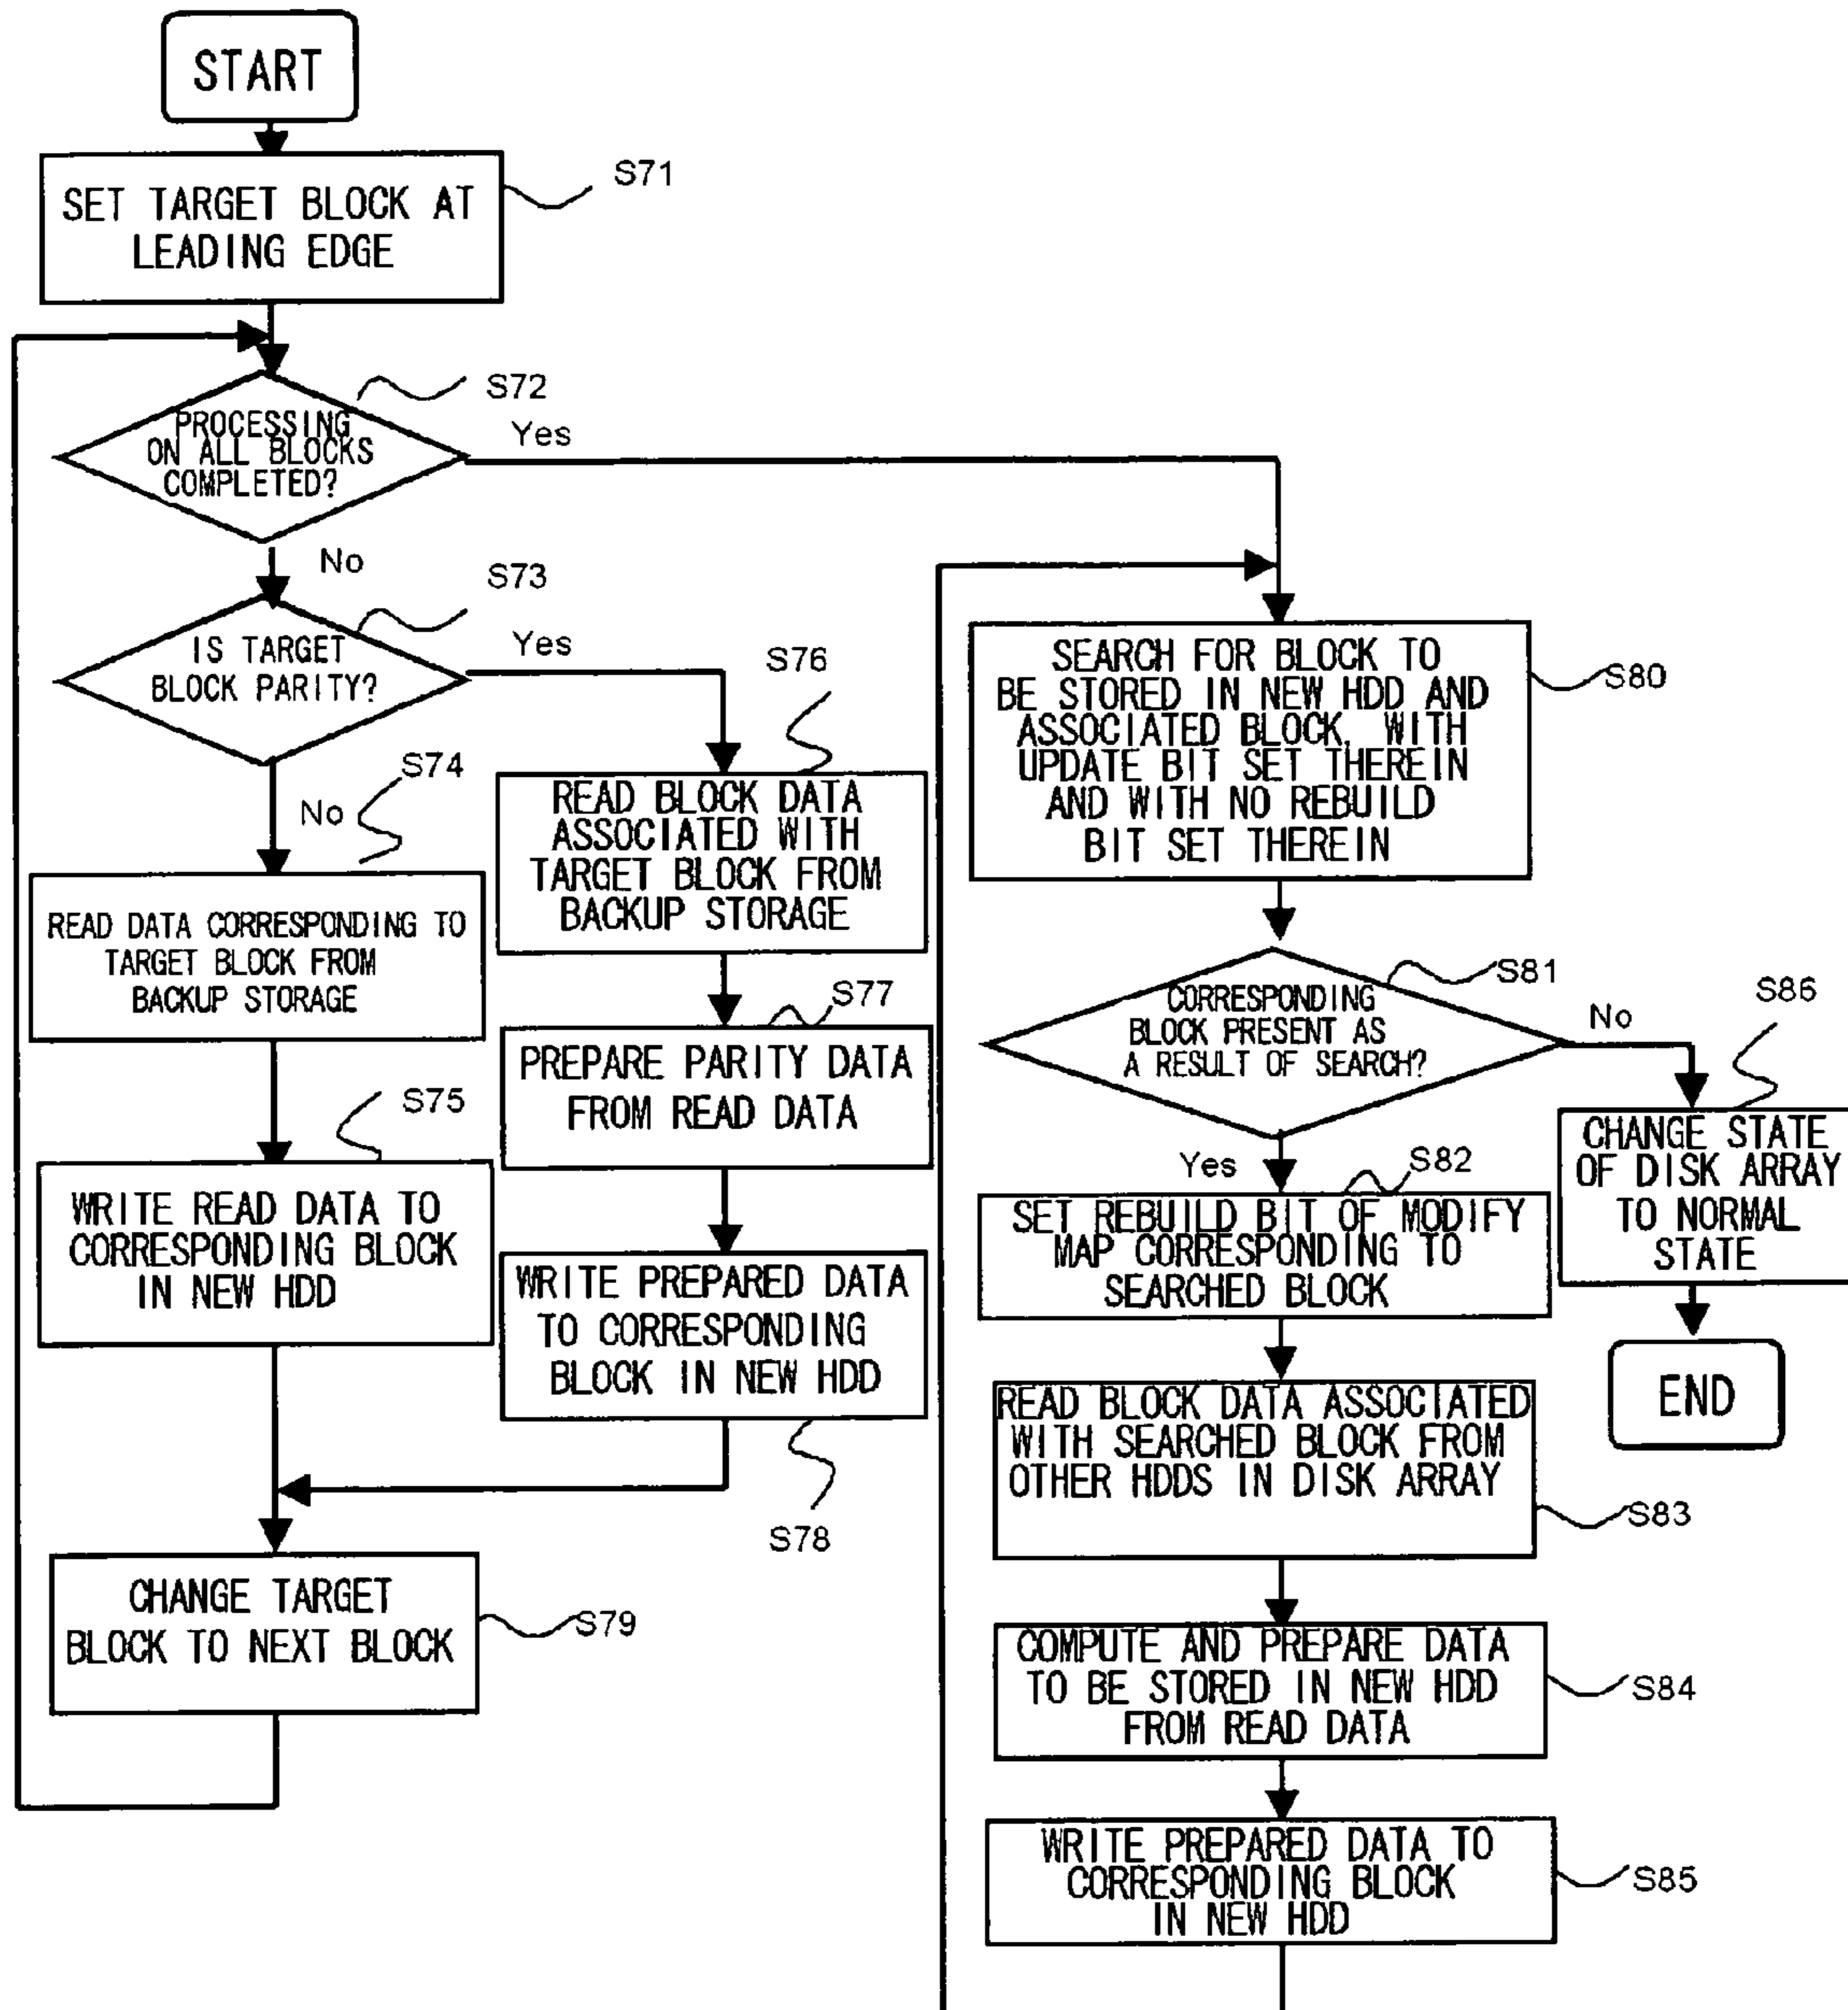 START
SET TARGET BLOCK AT
LEADING EDGE
S71
PROCESSING
ON ALL BLOCKS
COMPLETED?
S72
Yes
No
IS TARGET
BLOCK PARITY?
S73
Yes
No
S74
READ DATA CORRESPONDING TO
TARGET BLOCK FROM
BACKUP STORAGE
S75
WRITE READ DATA TO
CORRESPONDING BLOCK
IN NEW HDD
S76
READ BLOCK DATA
ASSOCIATED WITH
TARGET BLOCK FROM
BACKUP STORAGE
S77
PREPARE PARITY DATA
FROM READ DATA
WRITE PREPARED DATA
TO CORRESPONDING
BLOCK IN NEW HDD
S78
CHANGE TARGET
BLOCK TO NEXT BLOCK
S79
SEARCH FOR BLOCK TO
BE STORED IN NEW HDD AND
ASSOCIATED BLOCK, WITH
UPDATE BIT SET THEREIN
AND WITH NO REBUILD
BIT SET THEREIN
S80
CORRESPONDING
BLOCK PRESENT AS
A RESULT OF SEARCH?
S81
No
S86
CHANGE STATE
OF DISK ARRAY
TO NORMAL
STATE
END
Yes
S82
SET REBUILD BIT OF MODIFY
MAP CORRESPONDING TO
SEARCHED BLOCK
READ BLOCK DATA ASSOCIATED
WITH SEARCHED BLOCK FROM
OTHER HDDS IN DISK ARRAY
S83
COMPUTE AND PREPARE DATA
TO BE STORED IN NEW HDD
FROM READ DATA
S84
WRITE PREPARED DATA TO
CORRESPONDING BLOCK
IN NEW HDD
S85